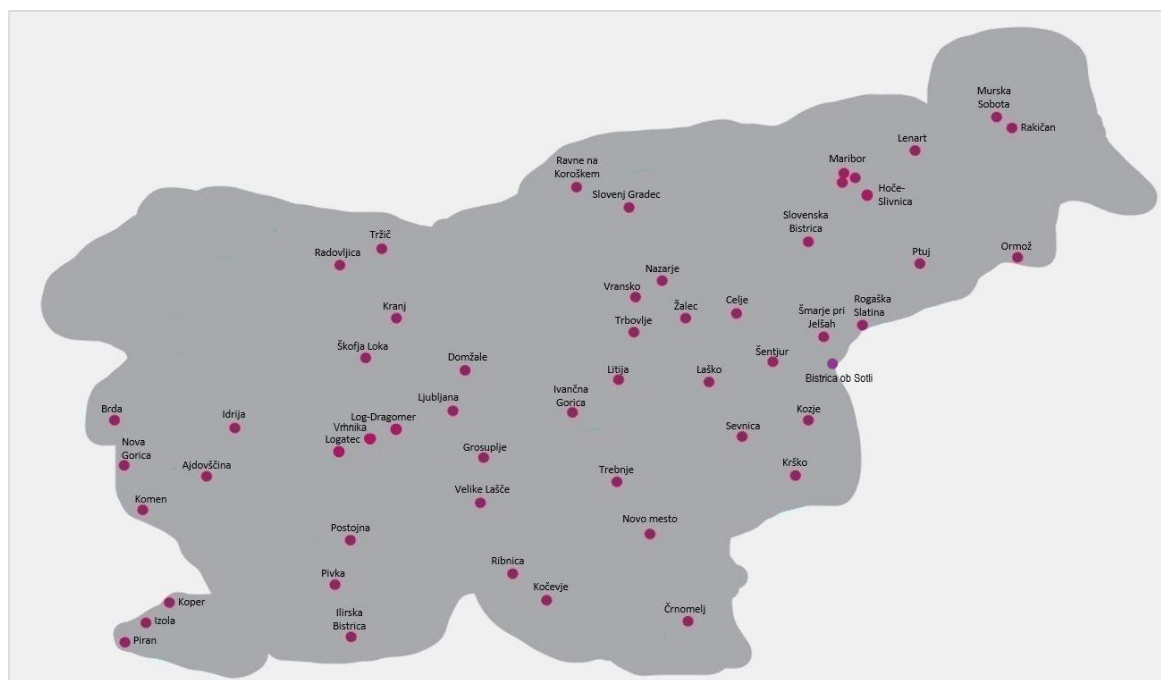 Murska
Sobota
Rakičan
Lenart
Maribor
Ravne na
Koroškem
Hoče-
Slivnica
Slovenj Gradec
Slovenska
Bistrica
Tržič
Radovljica
Ptuj
Ormož
Nazarje
Vransko
Kranj
Žalec
Celje
Rogaška
Slatina
Šmarje pri
Jelšah
Trbovlje
Škofja Loka
Domžale
Šentjur
Litija
Laško
Bistrica ob Sotli
Ivančna
Gorica
Ljubljana
Brda
Idrija
Log-Dragomer
Vrhnika
Logatec
Kozje
Sevnica
Nova
Gorica
Ajdovščina
Grosuplje
Trebnje
Krško
Velike Lašče
Komen
Novo mesto
Postojna
Ribnica
Pivka
Kočevje
Koper
Izola
Ilirska
Bistrica
Črnomelj
Piran